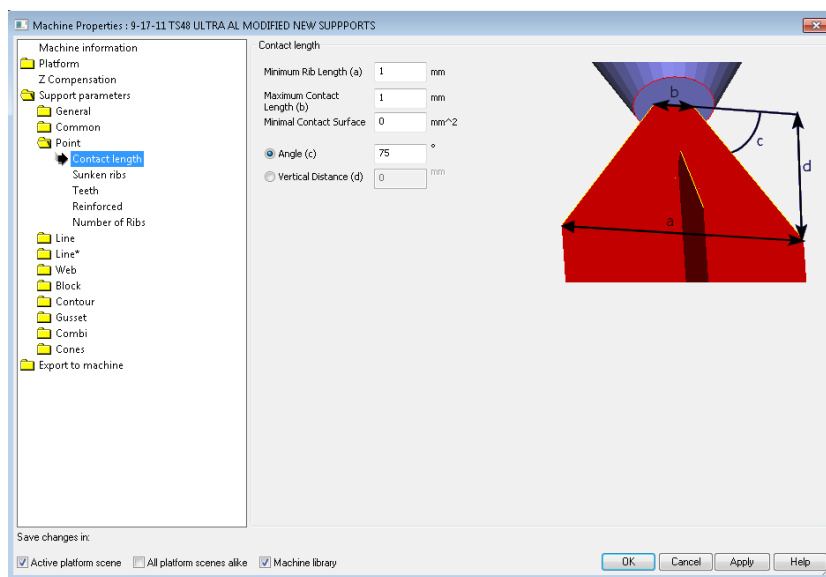 Machine Properties : 9-17-11 TS48 ULTRA AL MODIFIED NEW SUPPPORTS
Machine information
Platform
Z Compensation
Support parameters
General
Common
Point
Contact length
Sunken ribs
Teeth
Reinforced
Number of Ribs
Line
Line*
Web
Block
Contour
Gusset
Combi
Cones
Export to machine
Contact length
Minimum Rib Length (a) 1 mm
Maximum Contact
Length (b) 1 mm
Minimal Contact Surface 0 mm^2
Angle (c) 75 °
Vertical Distance (d) 0 mm
b
c
d
a
Save changes in:
Active platform scene All platform scenes alike Machine library
OK Cancel Apply Help